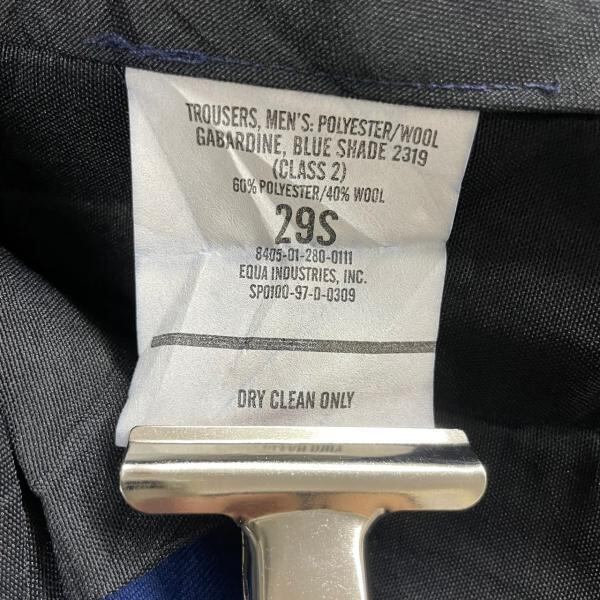 TROUSERS, MEN'S: POLYESTER/WOOL
GABARDINE, BLUE SHADE 2319
(CLASS 2)
60% POLYESTER/40% WOOL
29S
8405-01-280-0111
EQUA INDUSTRIES, INC.
SPO100-97-D-0309
DRY CLEAN ONLY